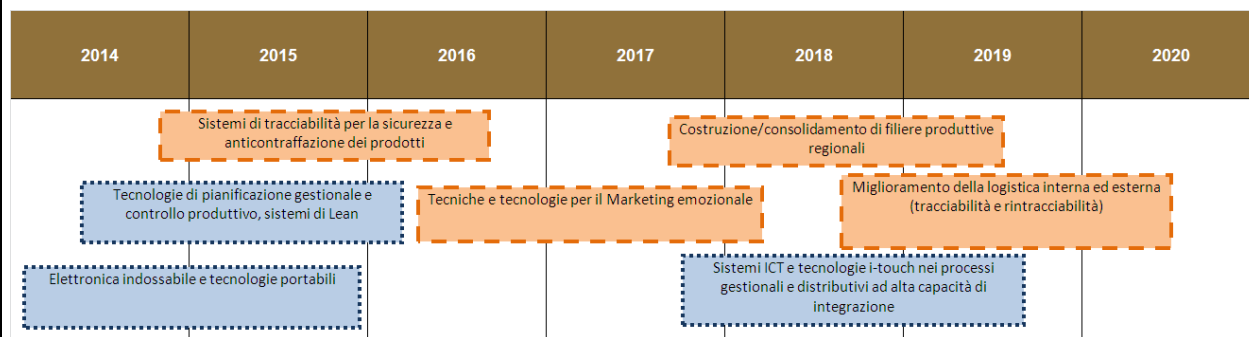 2014
2015
2016
2017
2018
2019
2020
Sistemi di tracciabilità per la sicurezza e
anticontraffazione dei prodotti
Costruzione/consolidamento di filiere produttive
regionali
Tecnologie di pianificazione gestionale e
controllo produttivo, sistemi di Lean
Tecniche e tecnologie per il Marketing emozionale
Miglioramento della logistica interna ed esterna
(tracciabilità e rintracciabilità)
Elettronica indossabile e tecnologie portabili
Sistemi ICT e tecnologie i-touch nei processi
gestionali e distributivi ad alta capacità di
integrazione